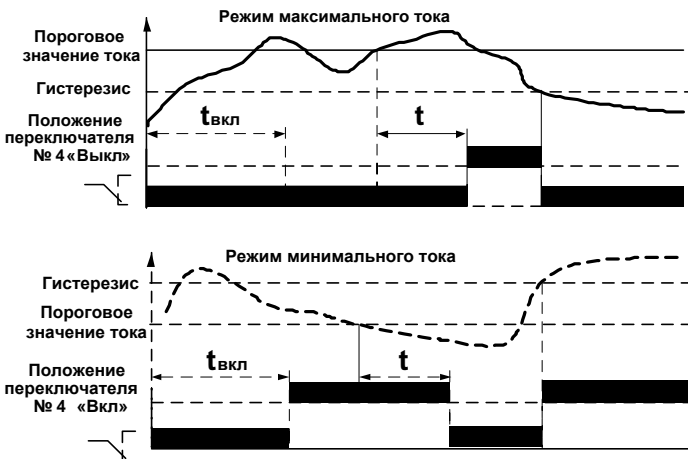 Режим максимального тока
Пороговое
значение тока
Гистерезис
Положение
переключателя
№ 4 «Выкл»
tвкл
t
Режим минимального тока
Гистерезис
Пороговое
значение тока
Положение
переключателя
№ 4 «Вкл»
tвкл
t